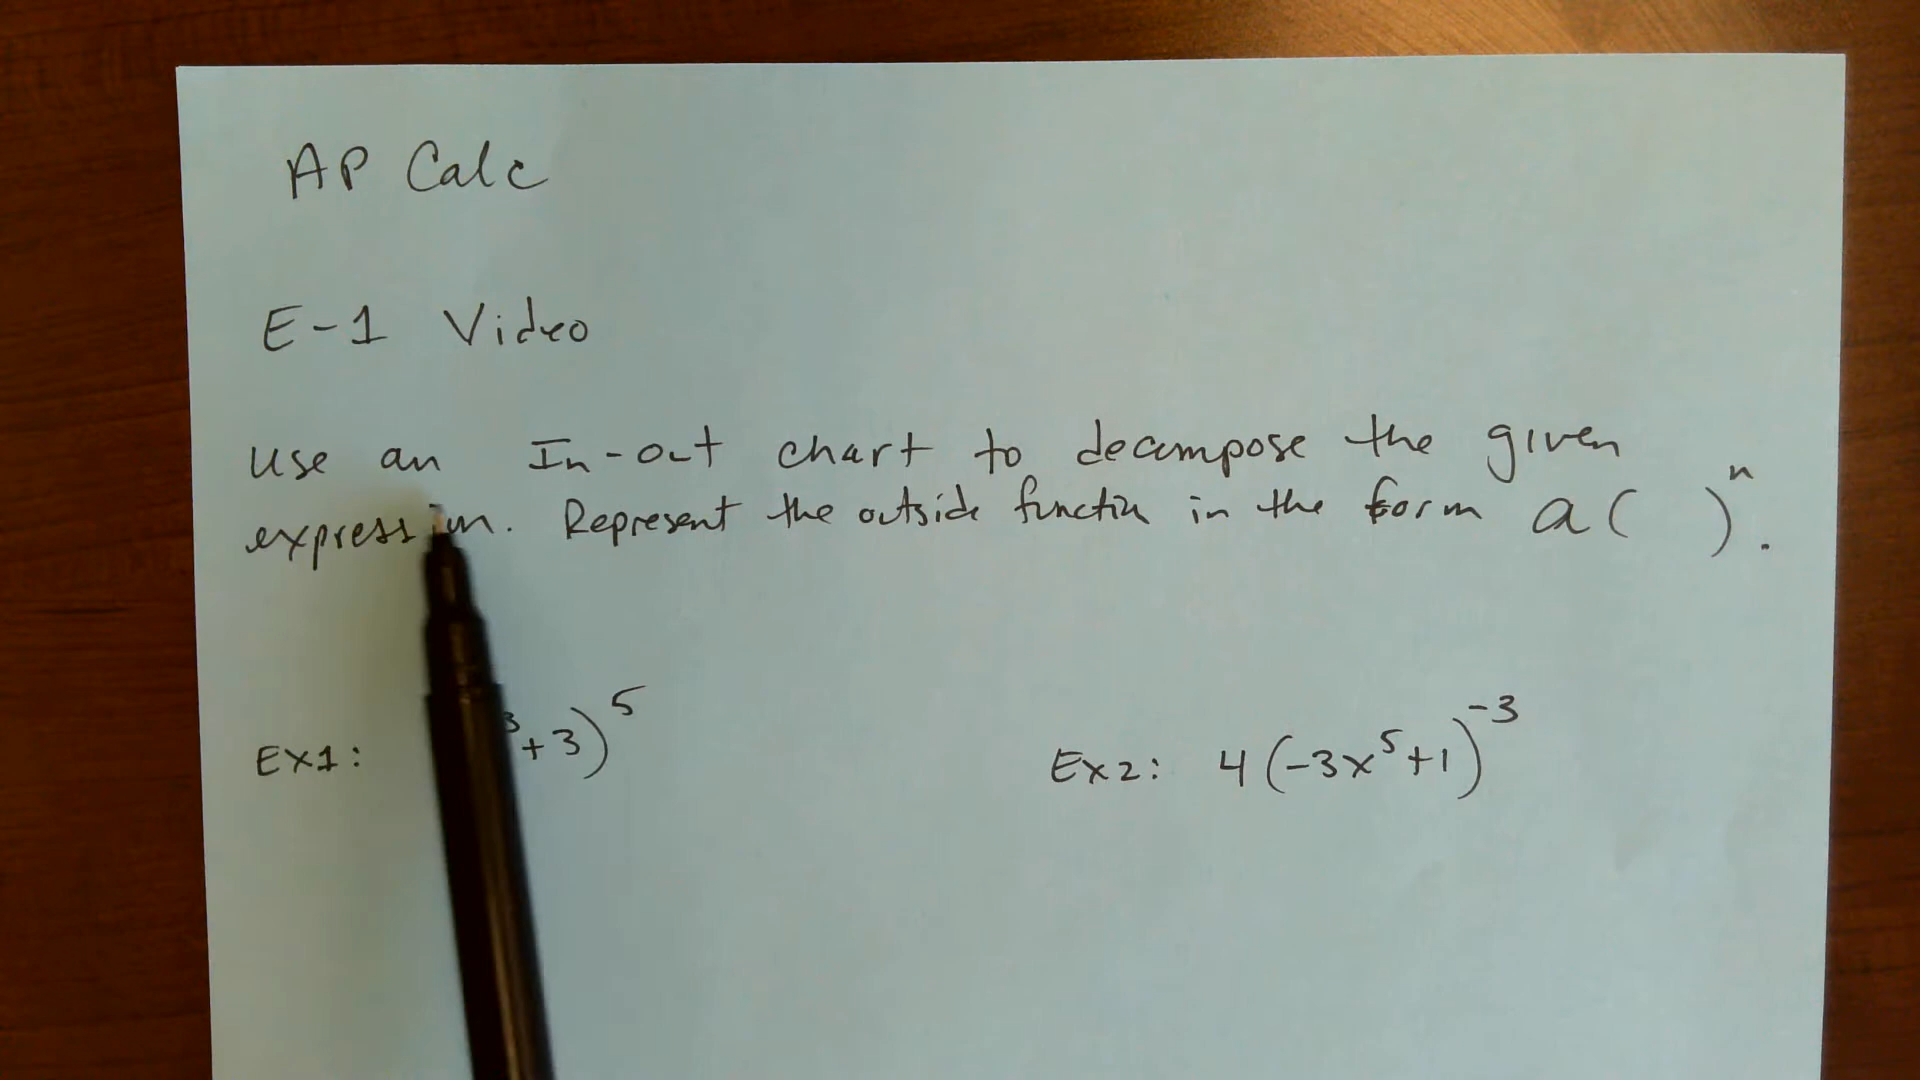 AP Calc
E-1 Video
Use an In-out chart to decompose the given
expression. Represent the outside function in the form a( )ⁿ.
Ex1: ³+3)⁵
Ex2: 4(-3x⁵+1)⁻³